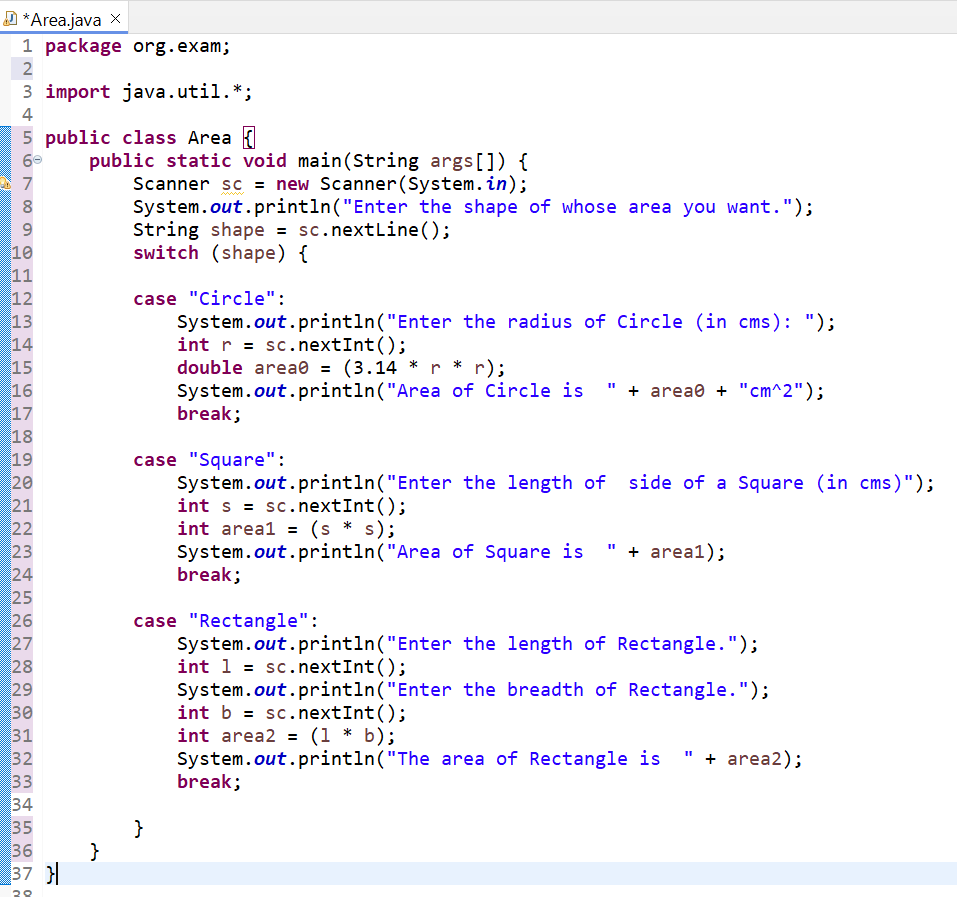 *Area.java
1 package org.exam;
2
3 import java.util.*;
4
5 public class Area {
6     public static void main(String args[]) {
7         Scanner sc = new Scanner(System.in);
8         System.out.println("Enter the shape of whose area you want.");
9         String shape = sc.nextLine();
10         switch (shape) {
11
12         case "Circle":
13             System.out.println("Enter the radius of Circle (in cms): ");
14             int r = sc.nextInt();
15             double area0 = (3.14 * r * r);
16             System.out.println("Area of Circle is  " + area0 + "cm^2");
17             break;
18
19         case "Square":
20             System.out.println("Enter the length of  side of a Square (in cms)");
21             int s = sc.nextInt();
22             int area1 = (s * s);
23             System.out.println("Area of Square is  " + area1);
24             break;
25
26         case "Rectangle":
27             System.out.println("Enter the length of Rectangle.");
28             int l = sc.nextInt();
29             System.out.println("Enter the breadth of Rectangle.");
30             int b = sc.nextInt();
31             int area2 = (l * b);
32             System.out.println("The area of Rectangle is  " + area2);
33             break;
34
35         }
36     }
37 }
38